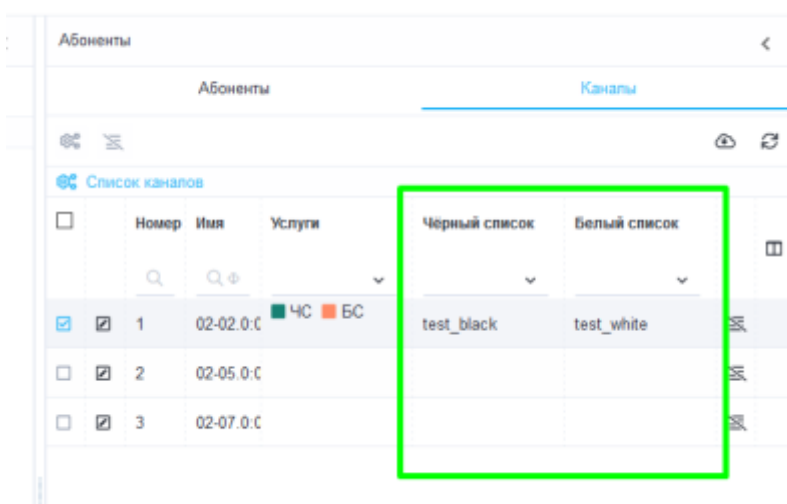 Абоненты
Абоненты Каналы
Список каналов
Номер Имя Услуги Чёрный список Белый список
1 02-02.0:0 ЧС БС test_black test_white
2 02-05.0:0
3 02-07.0:0